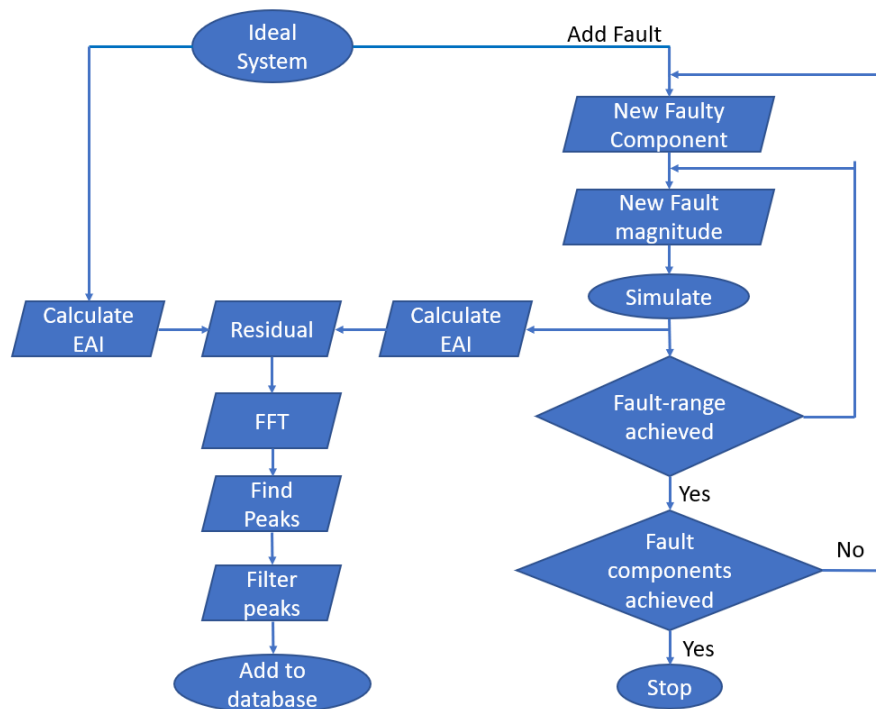 Ideal
System
Add Fault
New Faulty
Component
New Fault
magnitude
Simulate
Calculate
EAI
Residual
Calculate
EAI
Fault-range
achieved
FFT
Yes
Find
Peaks
Fault
components
achieved
No
Filter
peaks
Yes
Add to
database
Stop